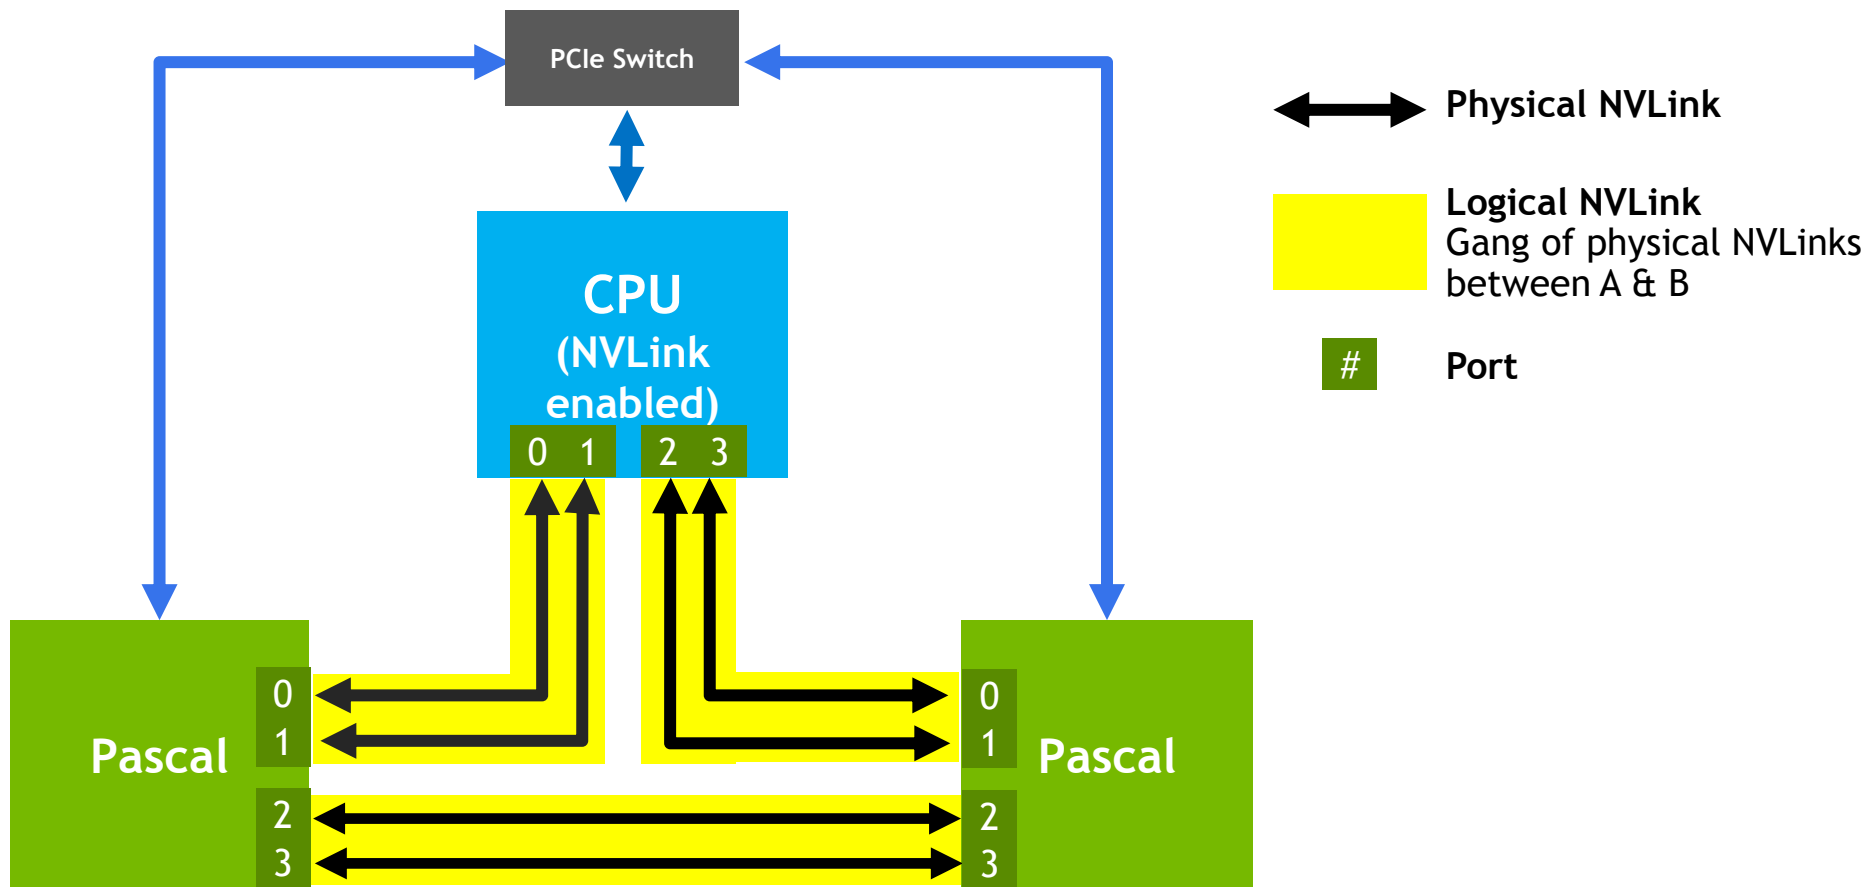 PCIe Switch
Physical NVLink
Logical NVLink
Gang of physical NVLinks
between A & B
# Port
CPU
(NVLink
enabled)
0 1 2 3
Pascal
0
1
2
3
Pascal
0
1
2
3